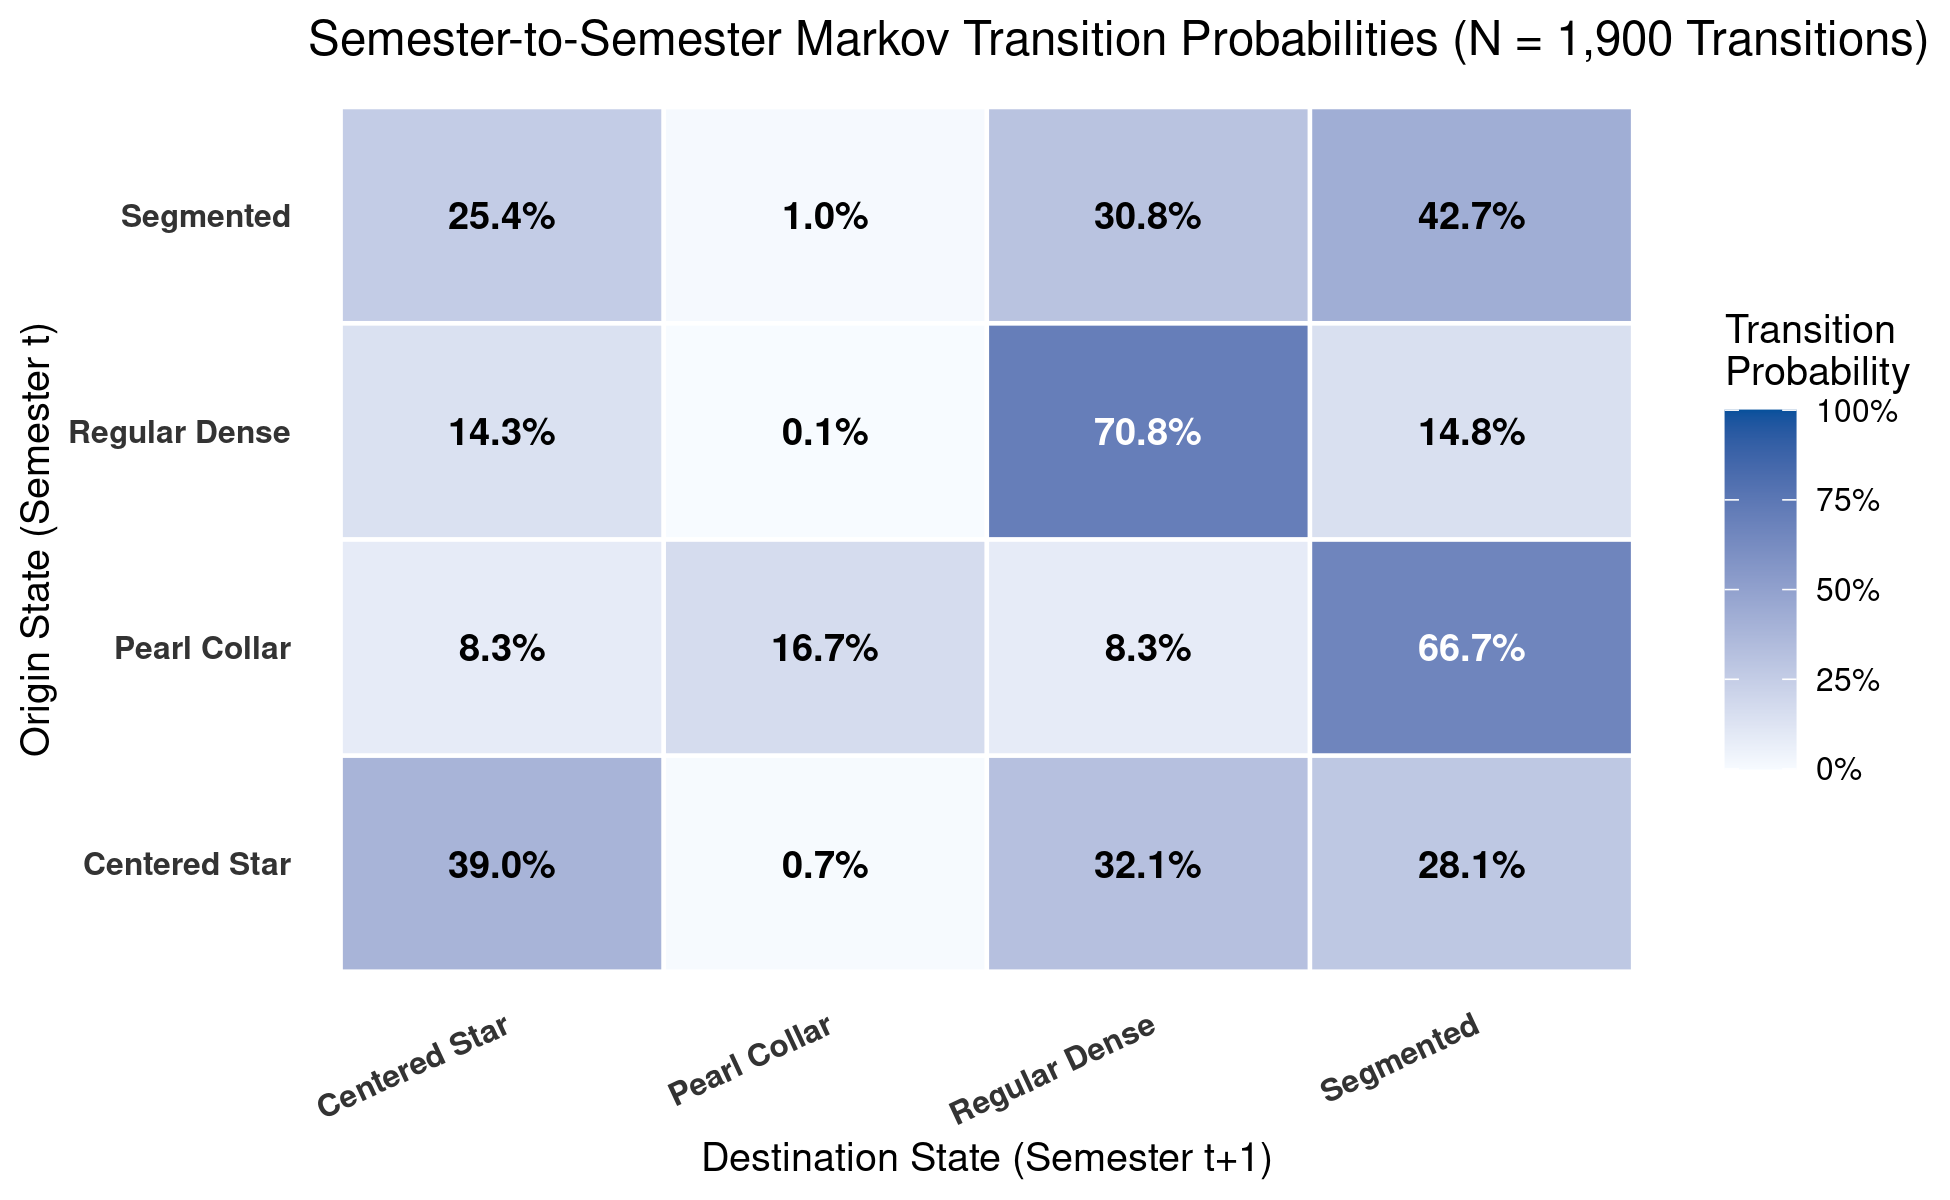 Semester-to-Semester Markov Transition Probabilities (N = 1,900 Transitions)
Origin State (Semester t)
Segmented
25.4%
1.0%
30.8%
42.7%
Regular Dense
14.3%
0.1%
70.8%
14.8%
Pearl Collar
8.3%
16.7%
8.3%
66.7%
Centered Star
39.0%
0.7%
32.1%
28.1%
Centered Star
Pearl Collar
Regular Dense
Segmented
Destination State (Semester t+1)
Transition
Probability
100%
75%
50%
25%
0%